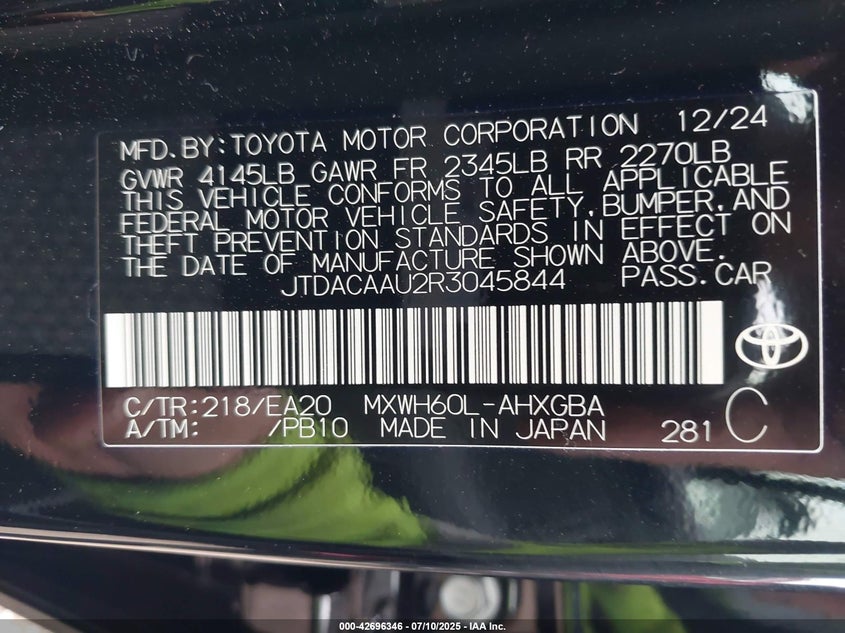 MFD.BY:TOYOTA MOTOR CORPORATION 12/24
GVWR 4145LB GAWR FR 2345LB RR 2270LB
THIS VEHICLE CONFORMS TO ALL APPLICABLE
FEDERAL MOTOR VEHICLE SAFETY,BUMPER,AND
THEFT PREVENTION STANDARDS IN EFFECT ON
THE DATE OF MANUFACTURE SHOWN ABOVE.
JTDACAAU2R3045844 PASS.CAR
C/TR:218/EA20 MXWH60L-AHXGBA
A/TM: /PB10 MADE IN JAPAN 281 C
000-42696346 - 07/10/2025 - IAA Inc.